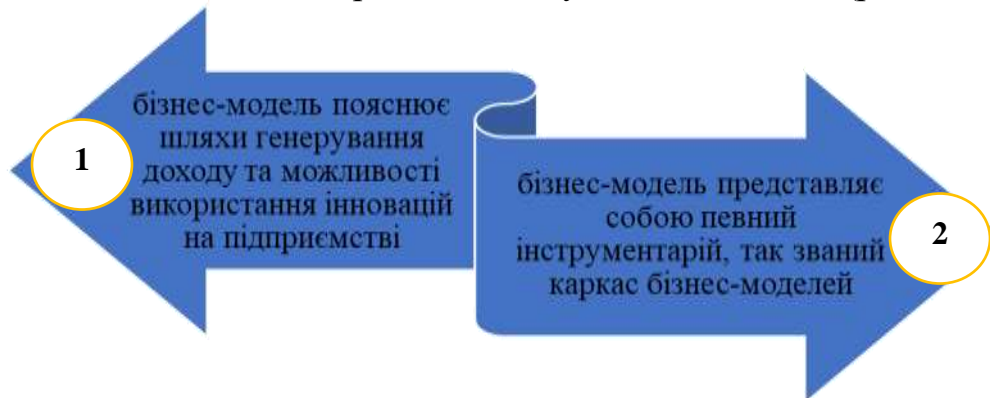 1
бізнес-модель пояснює
шляхи генерування
доходу та можливості
використання інновацій
на підприємстві
бізнес-модель представляє
собою певний
інструментарій, так званий
каркас бізнес-моделей
2